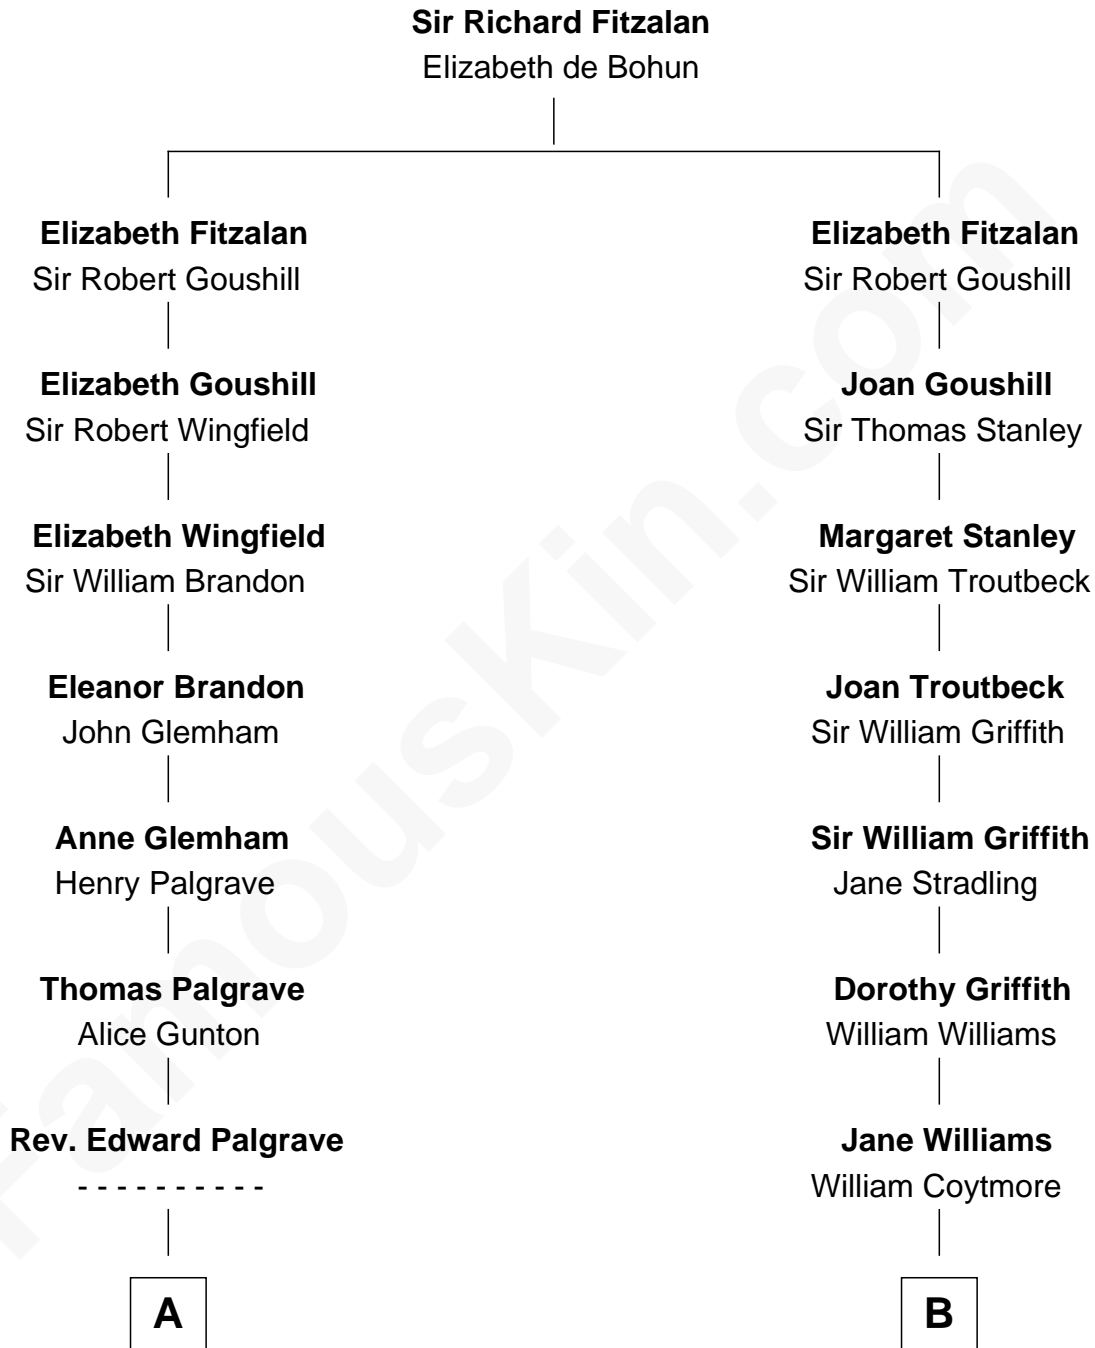 Sir Richard Fitzalan
Elizabeth de Bohun
Elizabeth Fitzalan
Sir Robert Goushill
Elizabeth Fitzalan
Sir Robert Goushill
Elizabeth Goushill
Sir Robert Wingfield
Joan Goushill
Sir Thomas Stanley
Elizabeth Wingfield
Sir William Brandon
Margaret Stanley
Sir William Troutbeck
Eleanor Brandon
John Glemham
Joan Troutbeck
Sir William Griffith
Anne Glemham
Henry Palgrave
Sir William Griffith
Jane Stradling
Thomas Palgrave
Alice Gunton
Dorothy Griffith
William Williams
Rev. Edward Palgrave
- - - - - - - - - -
Jane Williams
William Coytmore
A
B
FamousKin.com